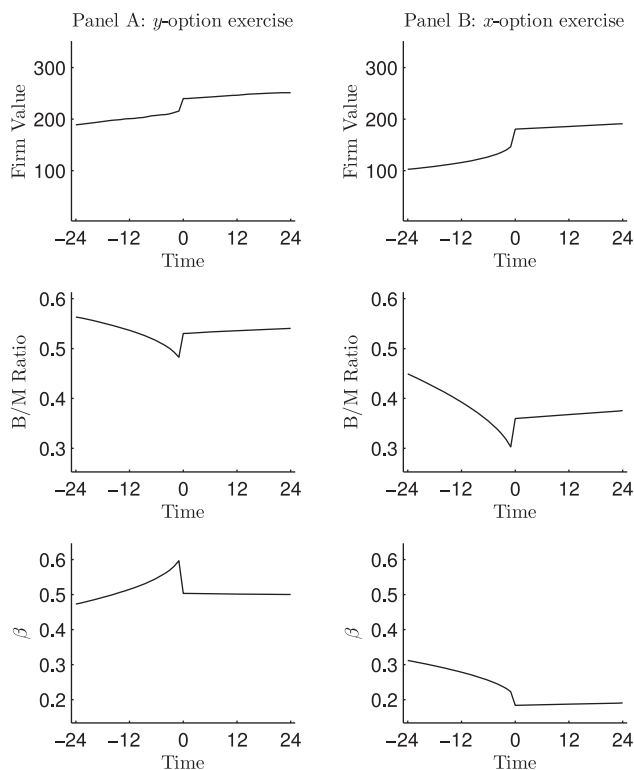 Panel A: y-option exercise
Panel B: x-option exercise
Firm Value
300
200
100
−24 −12 0 12 24
Time
Firm Value
300
200
100
−24 −12 0 12 24
Time
B/M Ratio
0.6
0.5
0.4
0.3
−24 −12 0 12 24
Time
B/M Ratio
0.6
0.5
0.4
0.3
−24 −12 0 12 24
Time
β
0.6
0.5
0.4
0.3
0.2
−24 −12 0 12 24
Time
β
0.6
0.5
0.4
0.3
0.2
−24 −12 0 12 24
Time